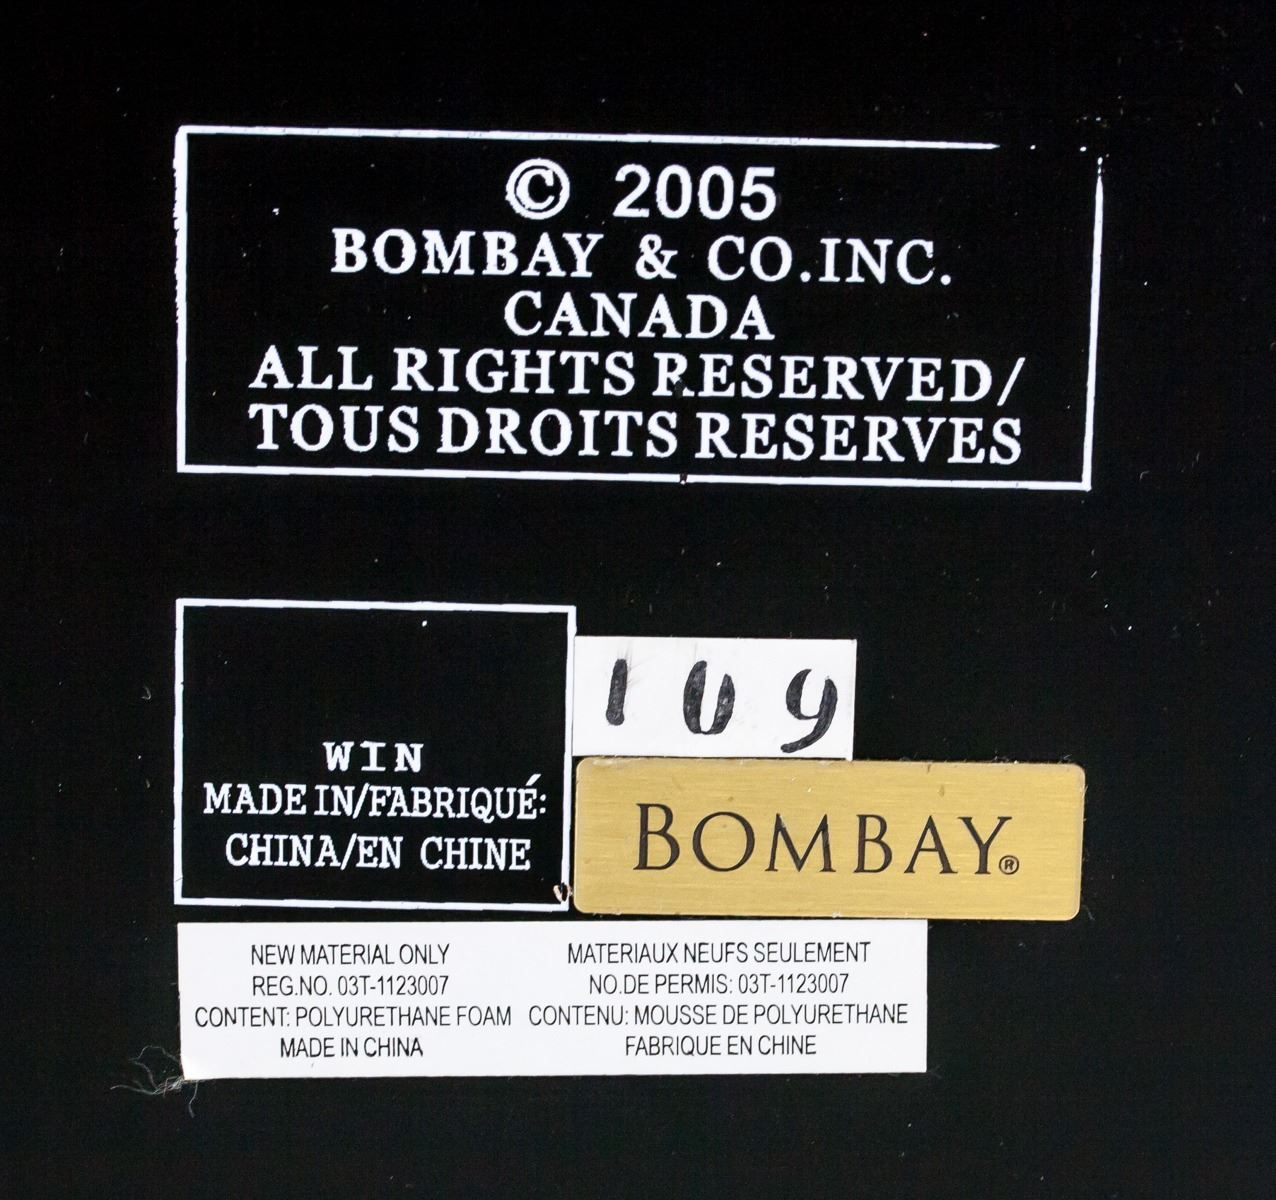 © 2005
BOMBAY & CO.INC.
CANADA
ALL RIGHTS RESERVED/
TOUS DROITS RESERVES
WIN
MADE IN/FABRIQUÉ:
CHINA/EN CHINE
109
BOMBAY®
NEW MATERIAL ONLY
REG.NO. 03T-1123007
CONTENT: POLYURETHANE FOAM
MADE IN CHINA
MATERIAUX NEUFS SEULEMENT
NO.DE PERMIS: 03T-1123007
CONTENU: MOUSSE DE POLYURETHANE
FABRIQUE EN CHINE